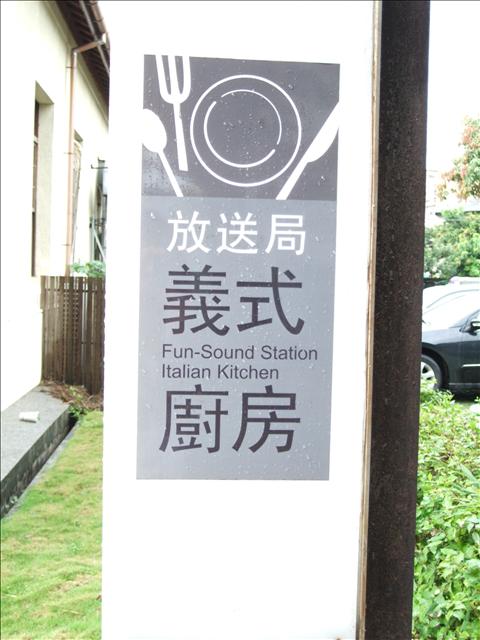 放送局
義式
Fun-Sound Station
Italian Kitchen
廚房